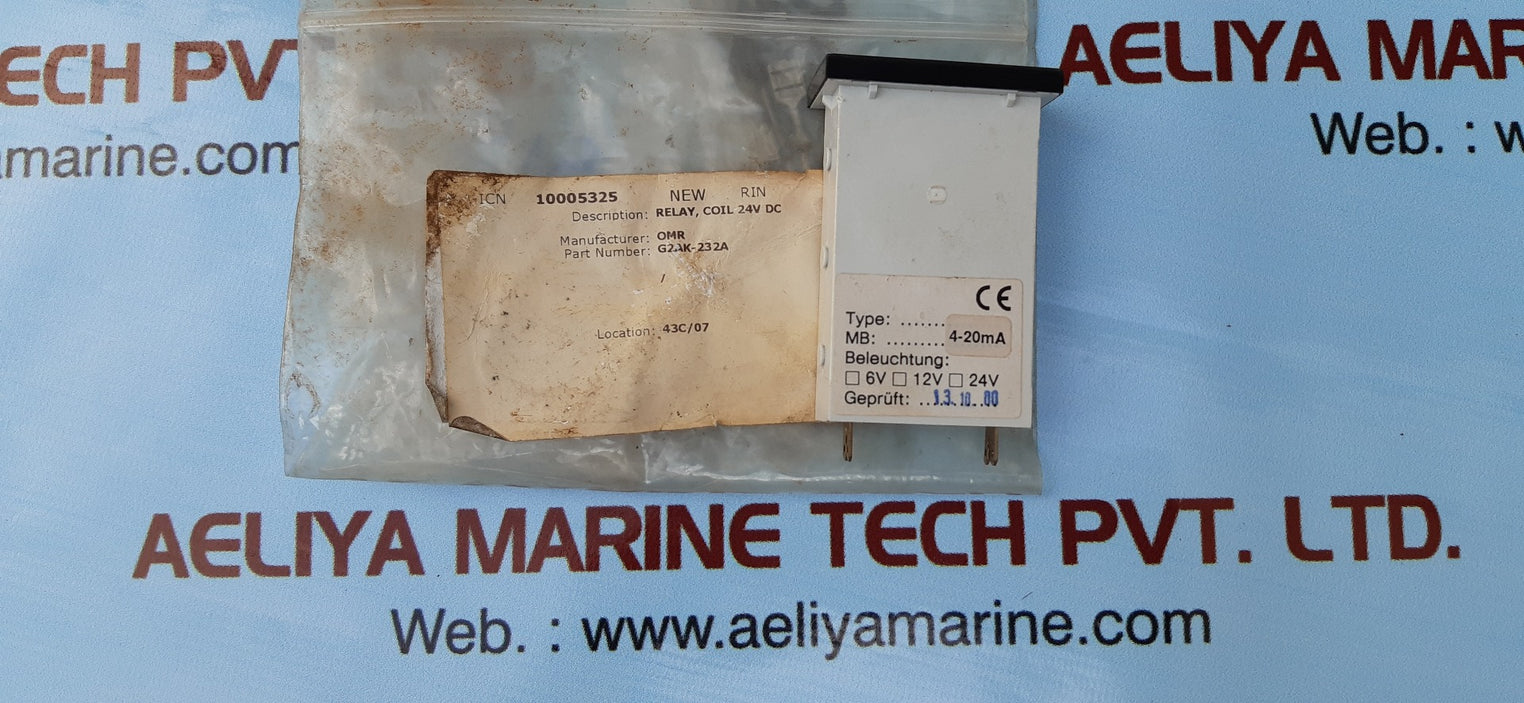 ECH PVT
AELIYA MAR
amarine.com
Web. : w
ICN 10005325 NEW RIN
Description: RELAY, COIL 24V DC
Manufacturer: OMR
Part Number: G2AK-232A
/
Location: 43C/07
CE
Type: .......
MB: ......... 4-20mA
Beleuchtung:
☐ 6V ☐ 12V ☐ 24V
Geprüft: ..13.10..00
AELIYA MARINE TECH PVT. LTD.
Web. : www.aeliyamarine.com